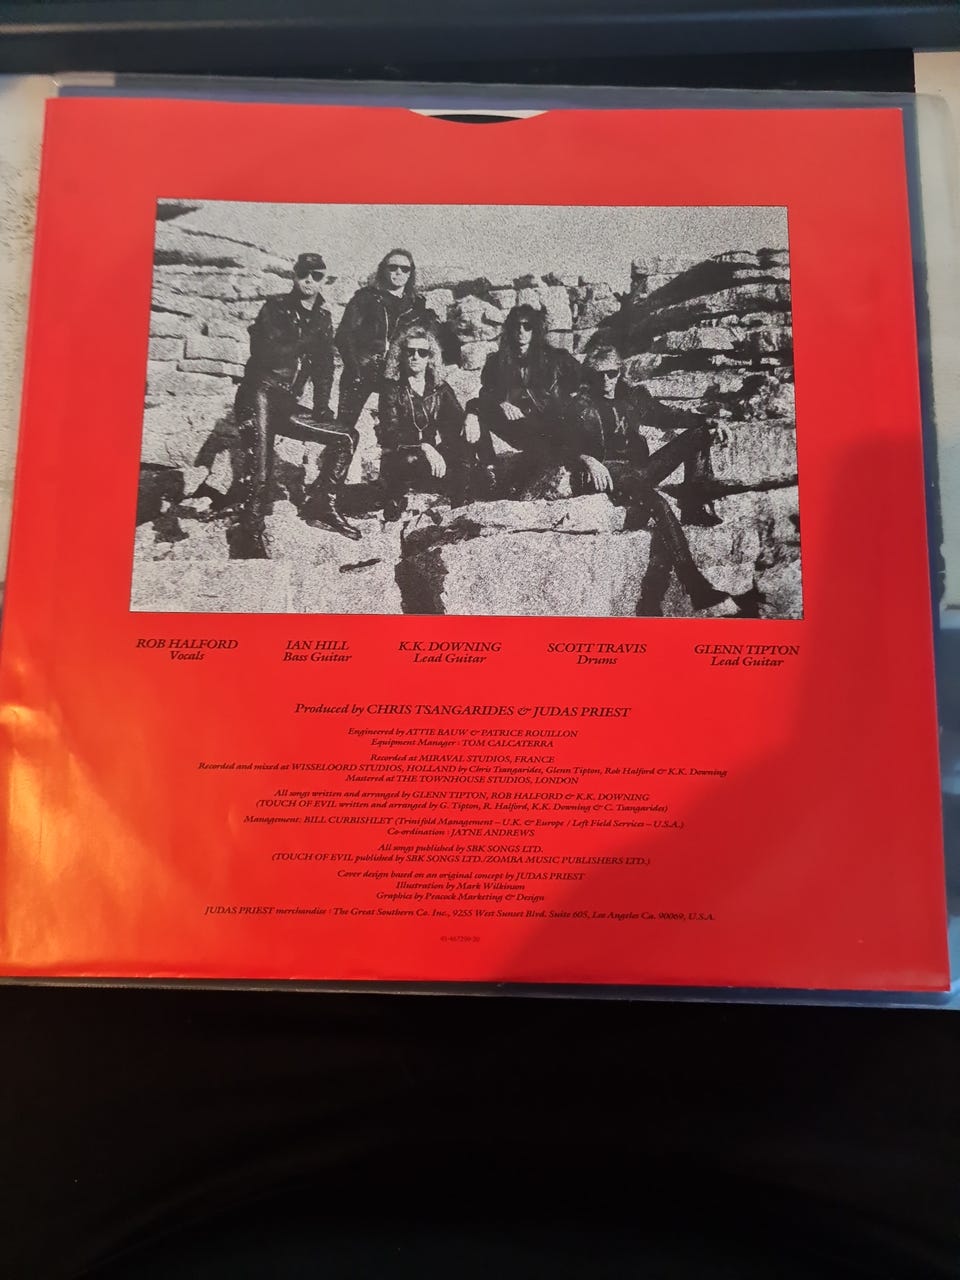 ROB HALFORD
Vocals
IAN HILL
Bass Guitar
K.K. DOWNING
Lead Guitar
SCOTT TRAVIS
Drums
GLENN TIPTON
Lead Guitar
Produced by CHRIS TSANGARIDES & JUDAS PRIEST
Engineered by ATTIE BAUW & PATRICE ROUILLON
Equipment Manager : TOM CALCATERRA
Recorded at MIRAVAL STUDIOS, FRANCE
Recorded and mixed at WISSELOORD STUDIOS, HOLLAND by Chris Tsangarides, Glenn Tipton, Rob Halford & K.K. Downing
Mastered at THE TOWNHOUSE STUDIOS, LONDON
All songs written and arranged by GLENN TIPTON, ROB HALFORD & K.K. DOWNING
(TOUCH OF EVIL written and arranged by G. Tipton, R. Halford, K.K. Downing & C. Tsangarides)
Management: BILL CURBISHLEY (Trinifold Management – U.K. & Europe / Left Field Services – U.S.A.)
Co-ordination : JAYNE ANDREWS
All songs published by SBK SONGS LTD.
(TOUCH OF EVIL published by SBK SONGS LTD./ZOMBA MUSIC PUBLISHERS LTD.)
Cover design based on an original concept by JUDAS PRIEST
Illustration by Mark Wilkinson
Graphics by Peacock Marketing & Design
JUDAS PRIEST merchandise : The Great Southern Co. Inc., 9255 West Sunset Blvd. Suite 605, Los Angeles Ca. 90069, U.S.A.